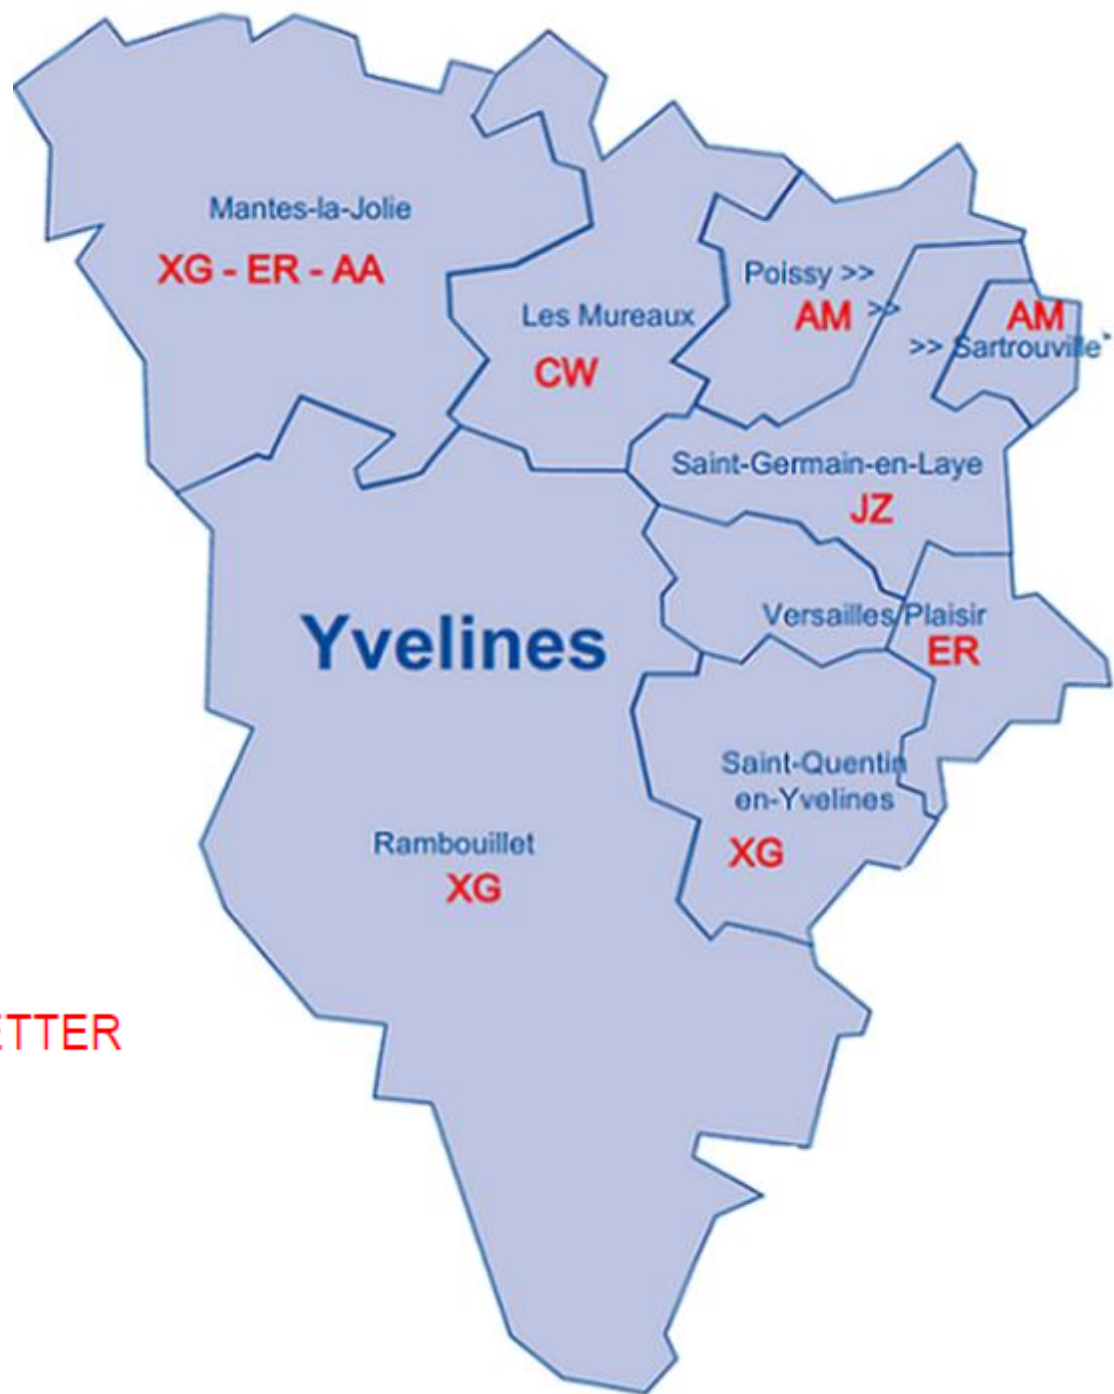 Mantes-la-Jolie
XG - ER - AA
Les Mureaux
CW
Poissy >>
AM >>
AM
>> Sartrouville
Saint-Germain-en-Laye
JZ
Versailles/Plaisir
ER
Yvelines
Saint-Quentin
en-Yvelines
XG
Rambouillet
XG
ETTER